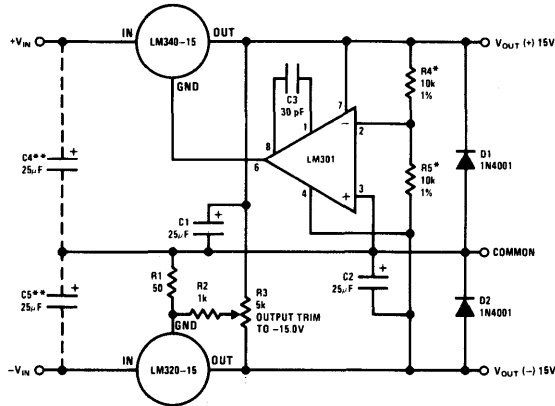 +VIN
IN
LM340-15
OUT
VOUT (+) 15V
GND
C3
30 pF
R4*
10k
1%
8
1
7
2
−
LM301
6
4
3
+
R5*
10k
1%
D1
1N4001
C4**
25μF
+
C1
25μF
+
COMMON
C5**
25μF
+
R1
50
R2
1k
R3
5k
OUTPUT TRIM
TO -15.0V
C2
25μF
+
D2
1N4001
GND
−VIN
IN
LM320-15
OUT
VOUT (−) 15V